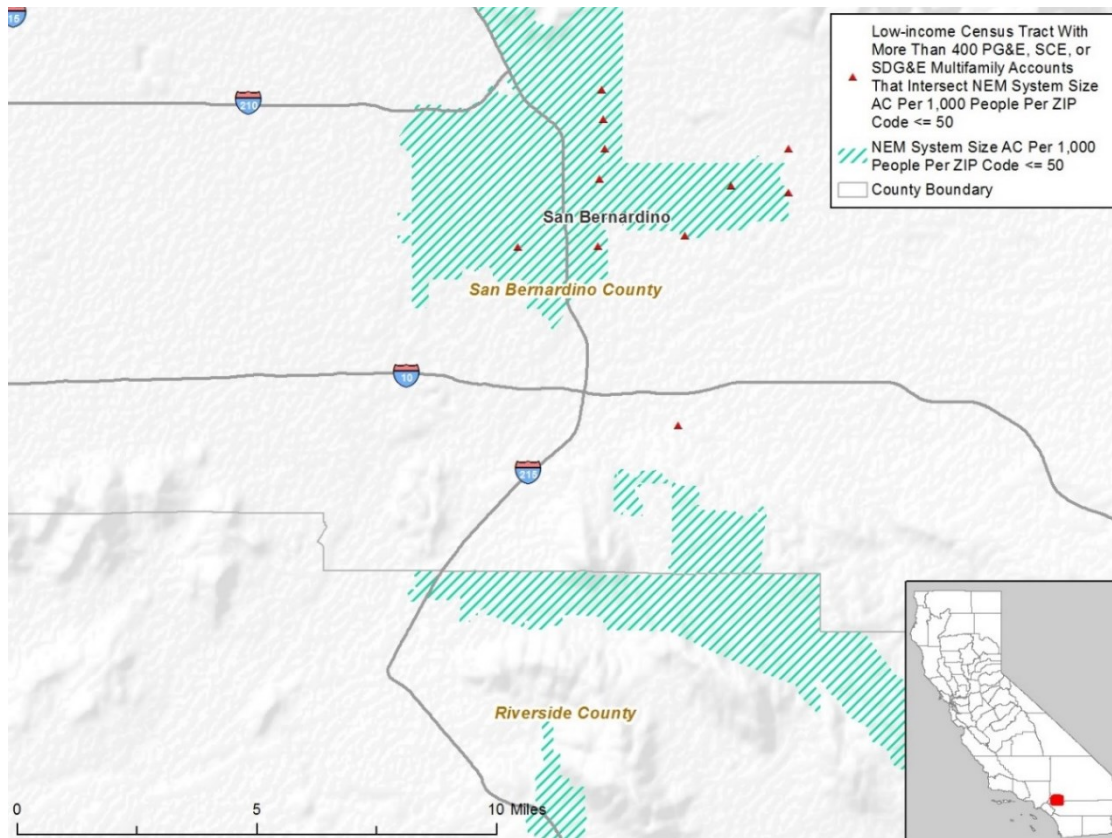 15
Low-income Census Tract With
More Than 400 PG&E, SCE, or
SDG&E Multifamily Accounts
That Intersect NEM System Size
AC Per 1,000 People Per ZIP
Code <= 50
NEM System Size AC Per 1,000
People Per ZIP Code <= 50
County Boundary
210
San Bernardino
San Bernardino County
10
215
Riverside County
0 5 10 Miles